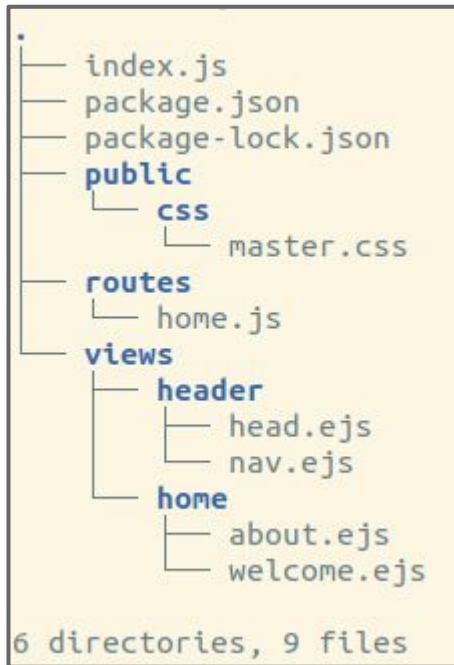 .
├── index.js
├── package.json
├── package-lock.json
├── public
│   └── css
│       └── master.css
├── routes
│   └── home.js
└── views
    ├── header
    │   ├── head.ejs
    │   └── nav.ejs
    └── home
        ├── about.ejs
        └── welcome.ejs
6 directories, 9 files